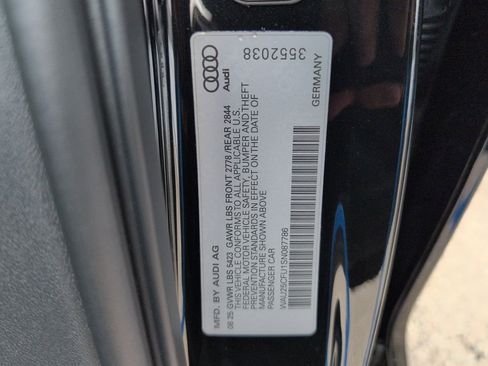 MFD. BY AUDI AG
08 25 GVWR LBS 5423 GAWR LBS FRONT 2778 / REAR 2844
THIS VEHICLE CONFORMS TO ALL APPLICABLE U.S.
FEDERAL MOTOR VEHICLE SAFETY, BUMPER AND THEFT
PREVENTION STANDARDS IN EFFECT ON THE DATE OF
MANUFACTURE SHOWN ABOVE
PASSENGER CAR
WAU25CFU1SN087786
GERMANY
Audi
3552038